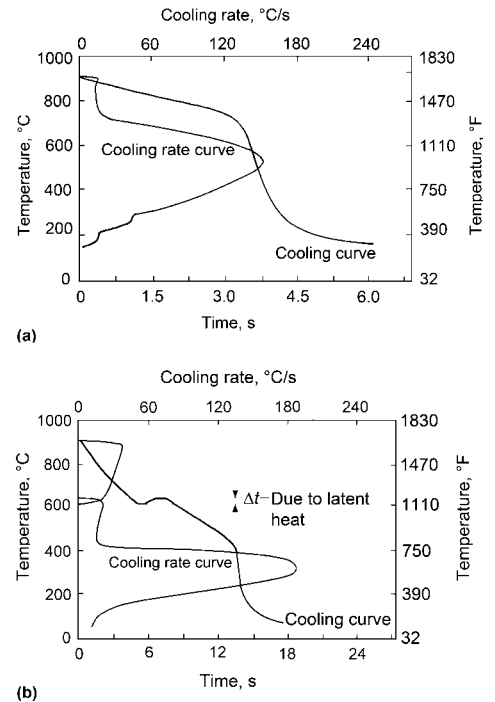 Cooling rate, °C/s
0 60 120 180 240
1000 1830
800 1470
600 1110
400 750
200 390
0 32
Temperature, °C
Temperature, °F
Cooling rate curve
Cooling curve
0 1.5 3.0 4.5 6.0
Time, s
(a)
Cooling rate, °C/s
0 60 120 180 240
1000 1830
800 1470
600 1110
400 750
200 390
0 32
Temperature, °C
Temperature, °F
Δt–Due to latent
heat
Cooling rate curve
Cooling curve
0 6 12 18 24
Time, s
(b)